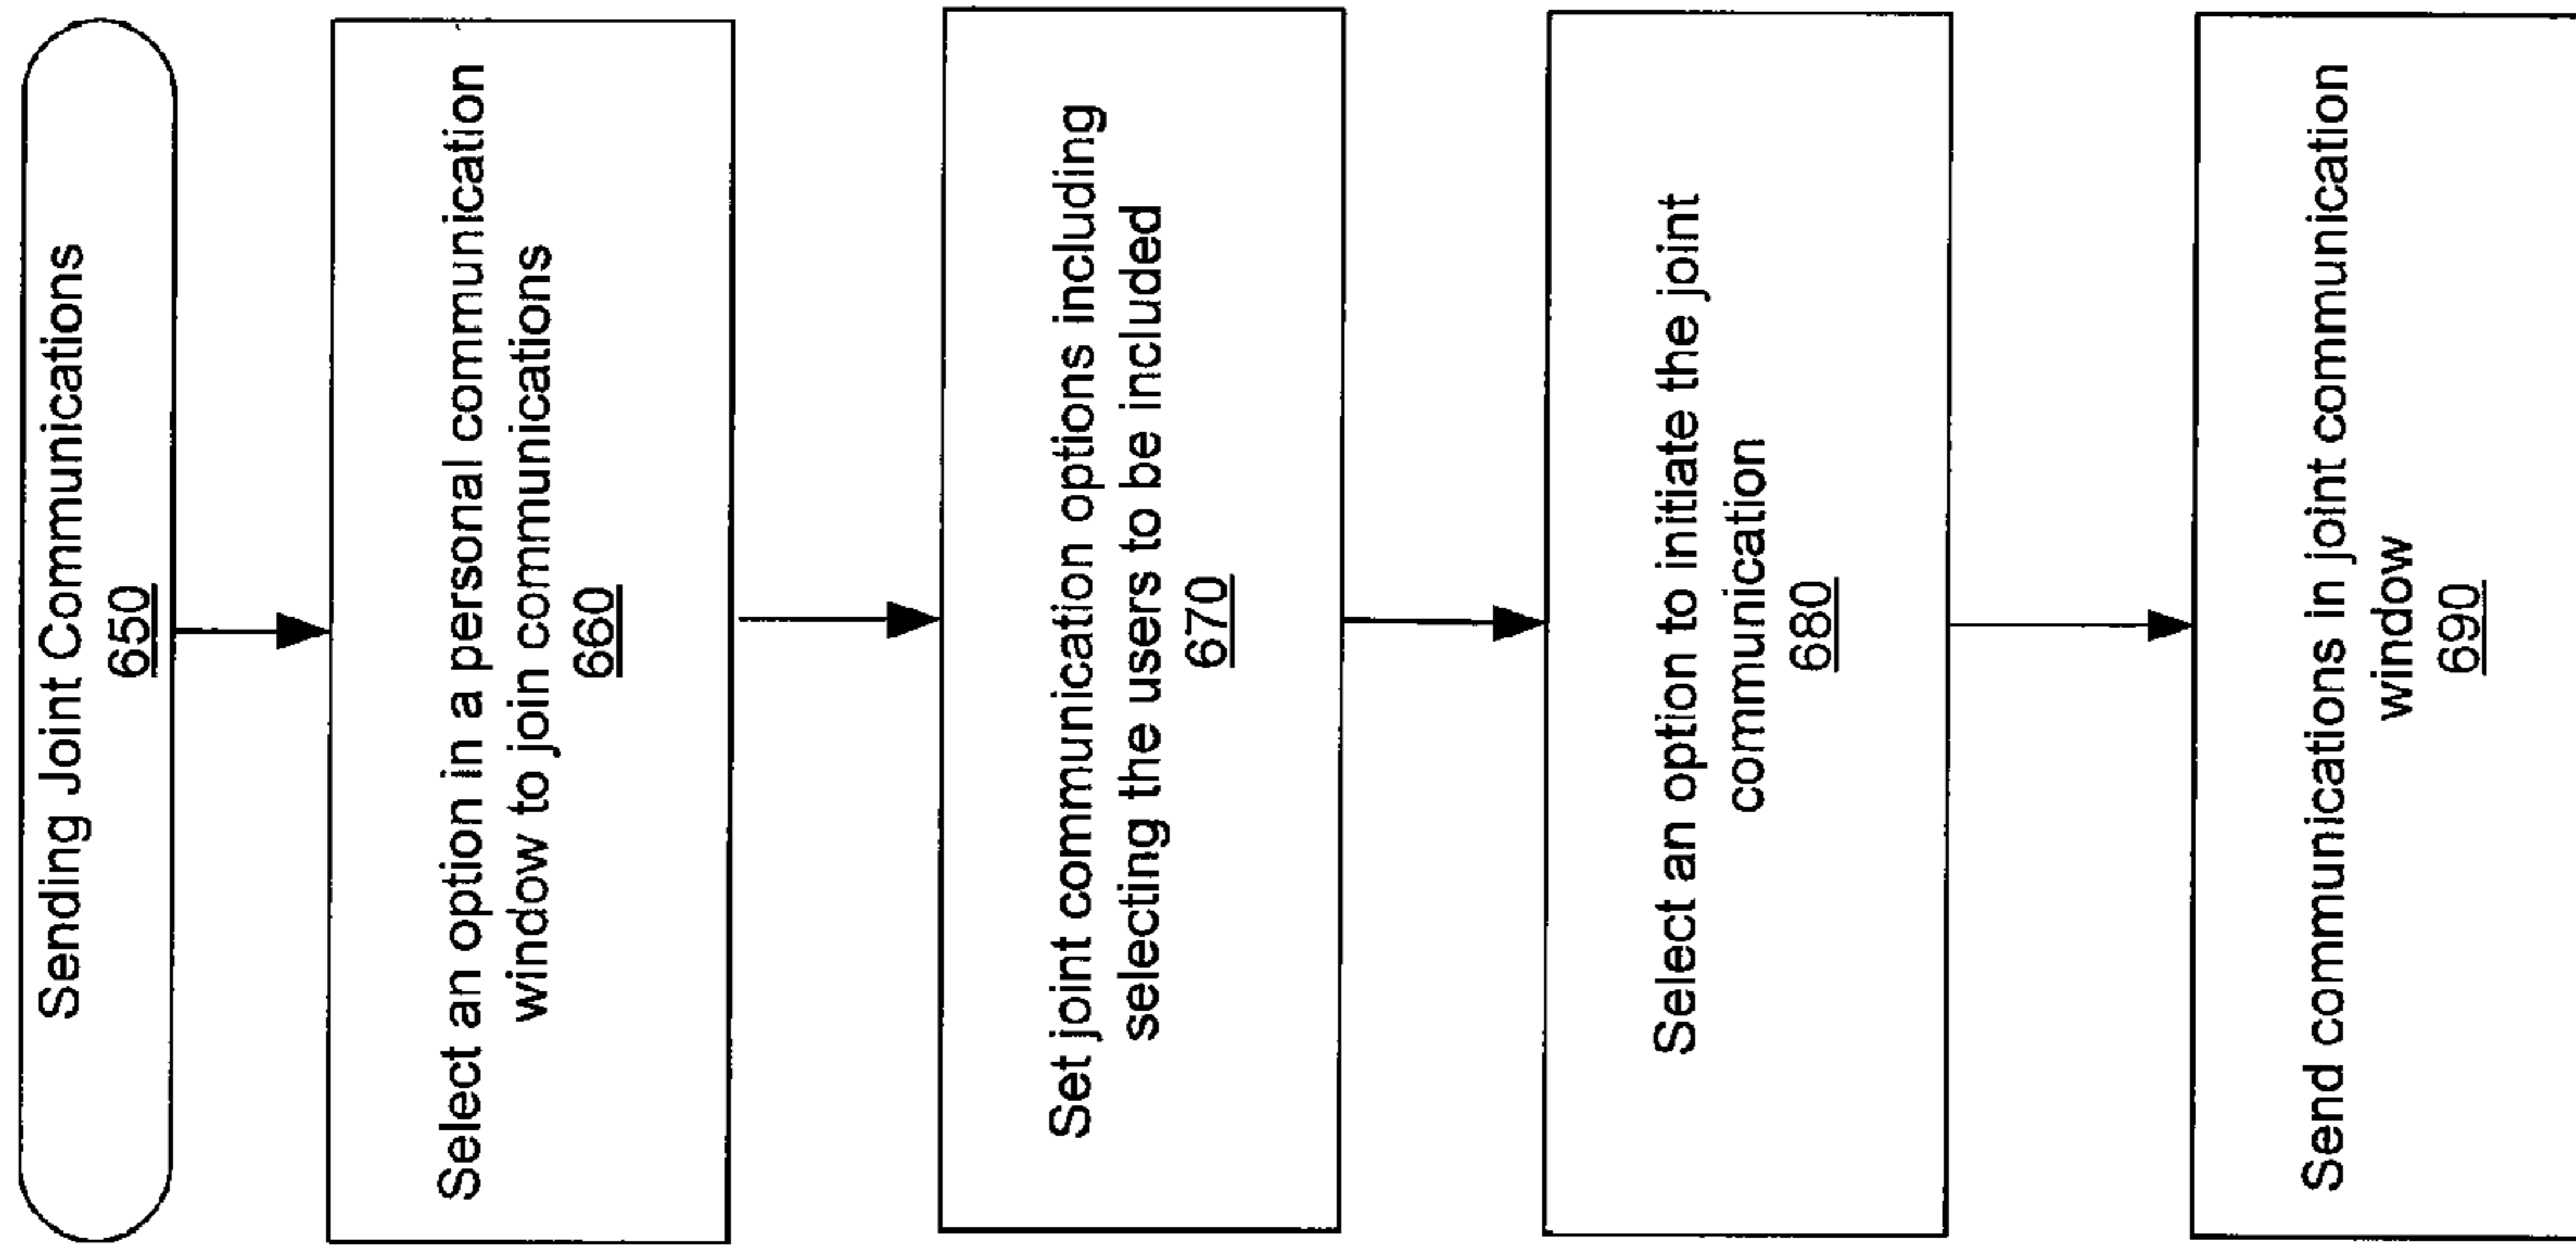 Sending Joint Communications
650
Select an option in a personal communication
window to join communications
660
Set joint communication options including
selecting the users to be included
670
Select an option to initiate the joint
communication
680
Send communications in joint communication
window
690